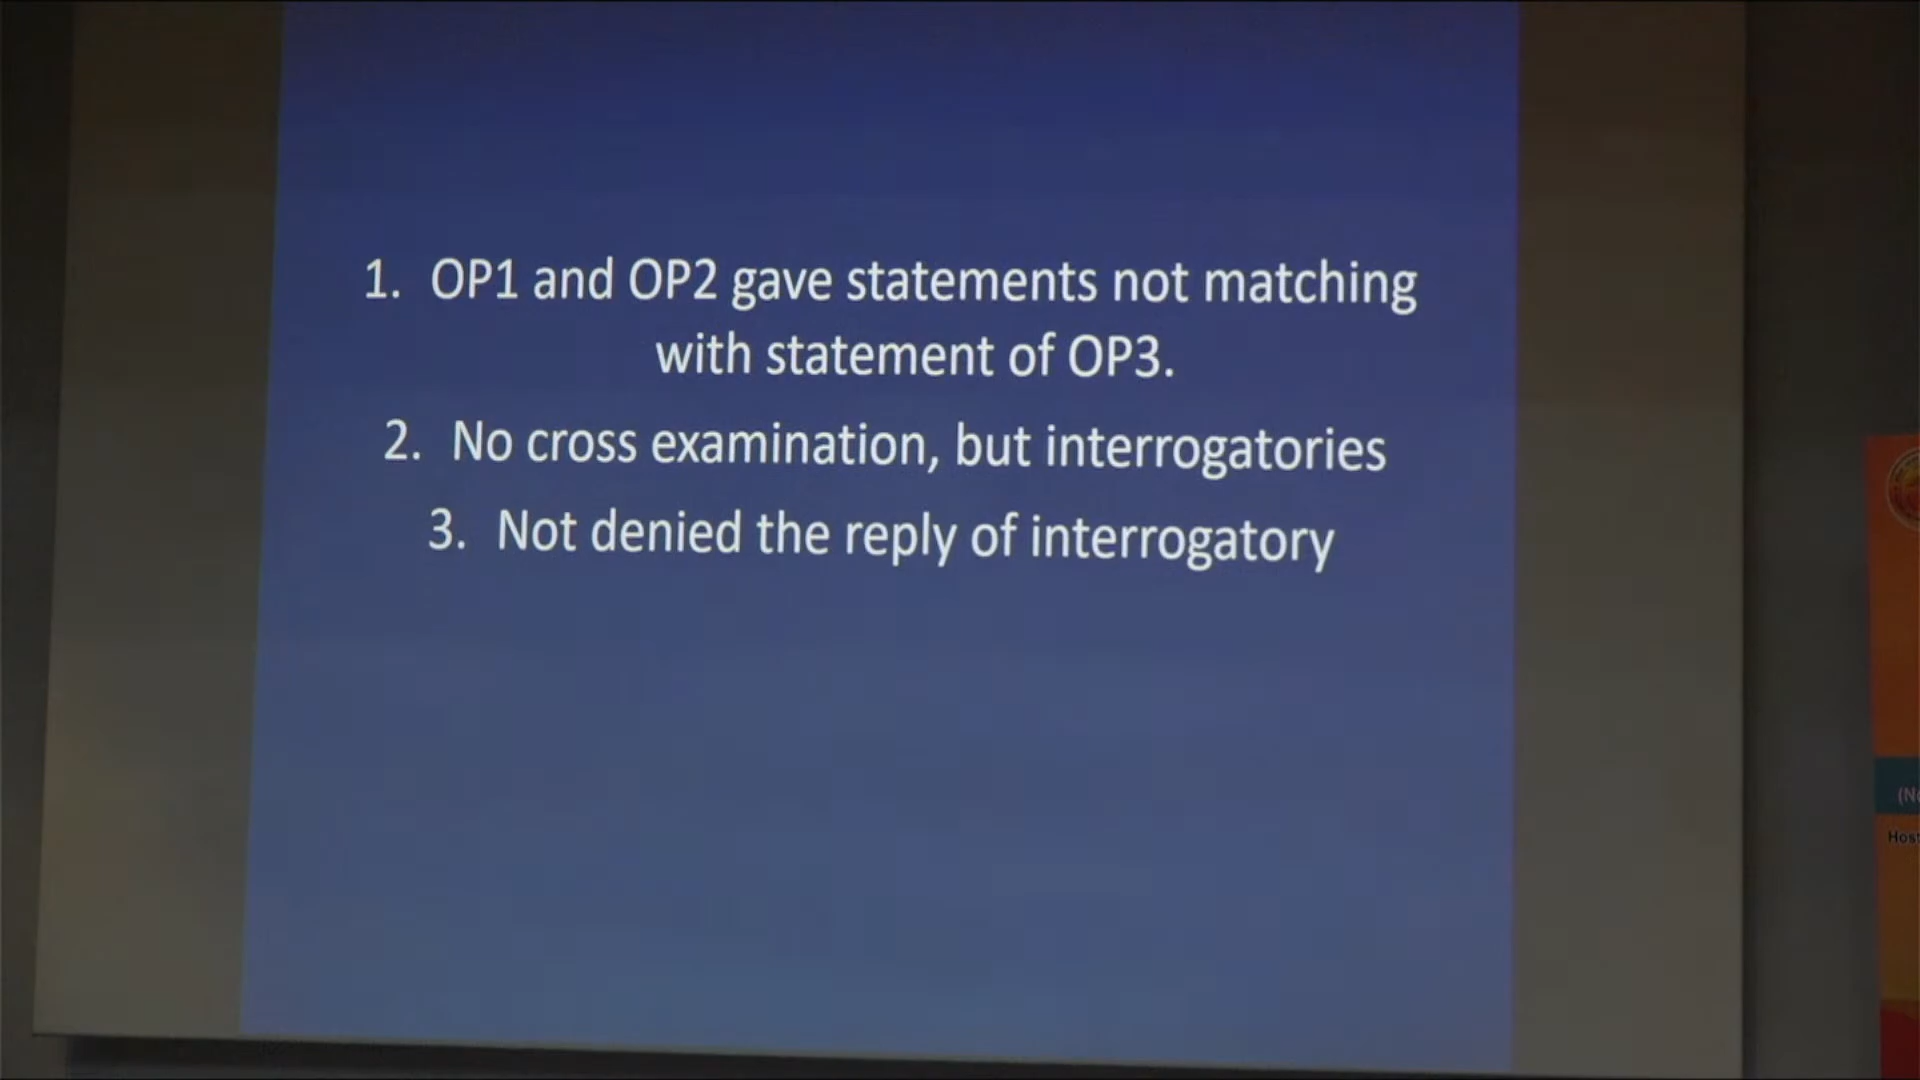 1. OP1 and OP2 gave statements not matching
with statement of OP3.
2. No cross examination, but interrogatories
3. Not denied the reply of interrogatory